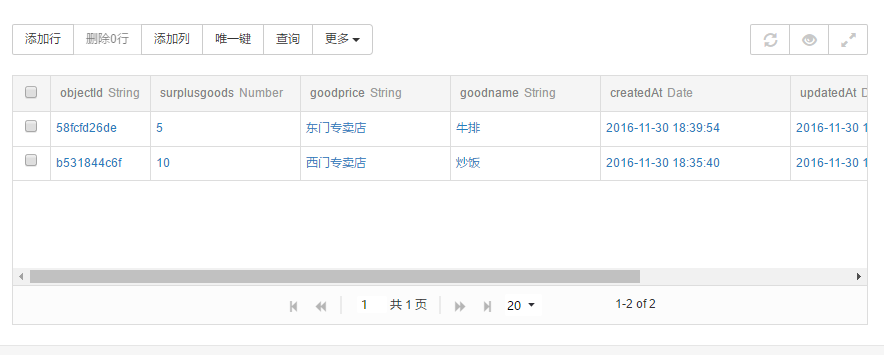 添加行 删除0行 添加列 唯一键 查询 更多
objectId String surplusgoods Number goodprice String goodname String createdAt Date updatedAt D
58fcfd26de 5 东门专卖店 牛排 2016-11-30 18:39:54 2016-11-30 1
b531844c6f 10 西门专卖店 炒饭 2016-11-30 18:35:40 2016-11-30 1
1 共 1 页 20 1-2 of 2